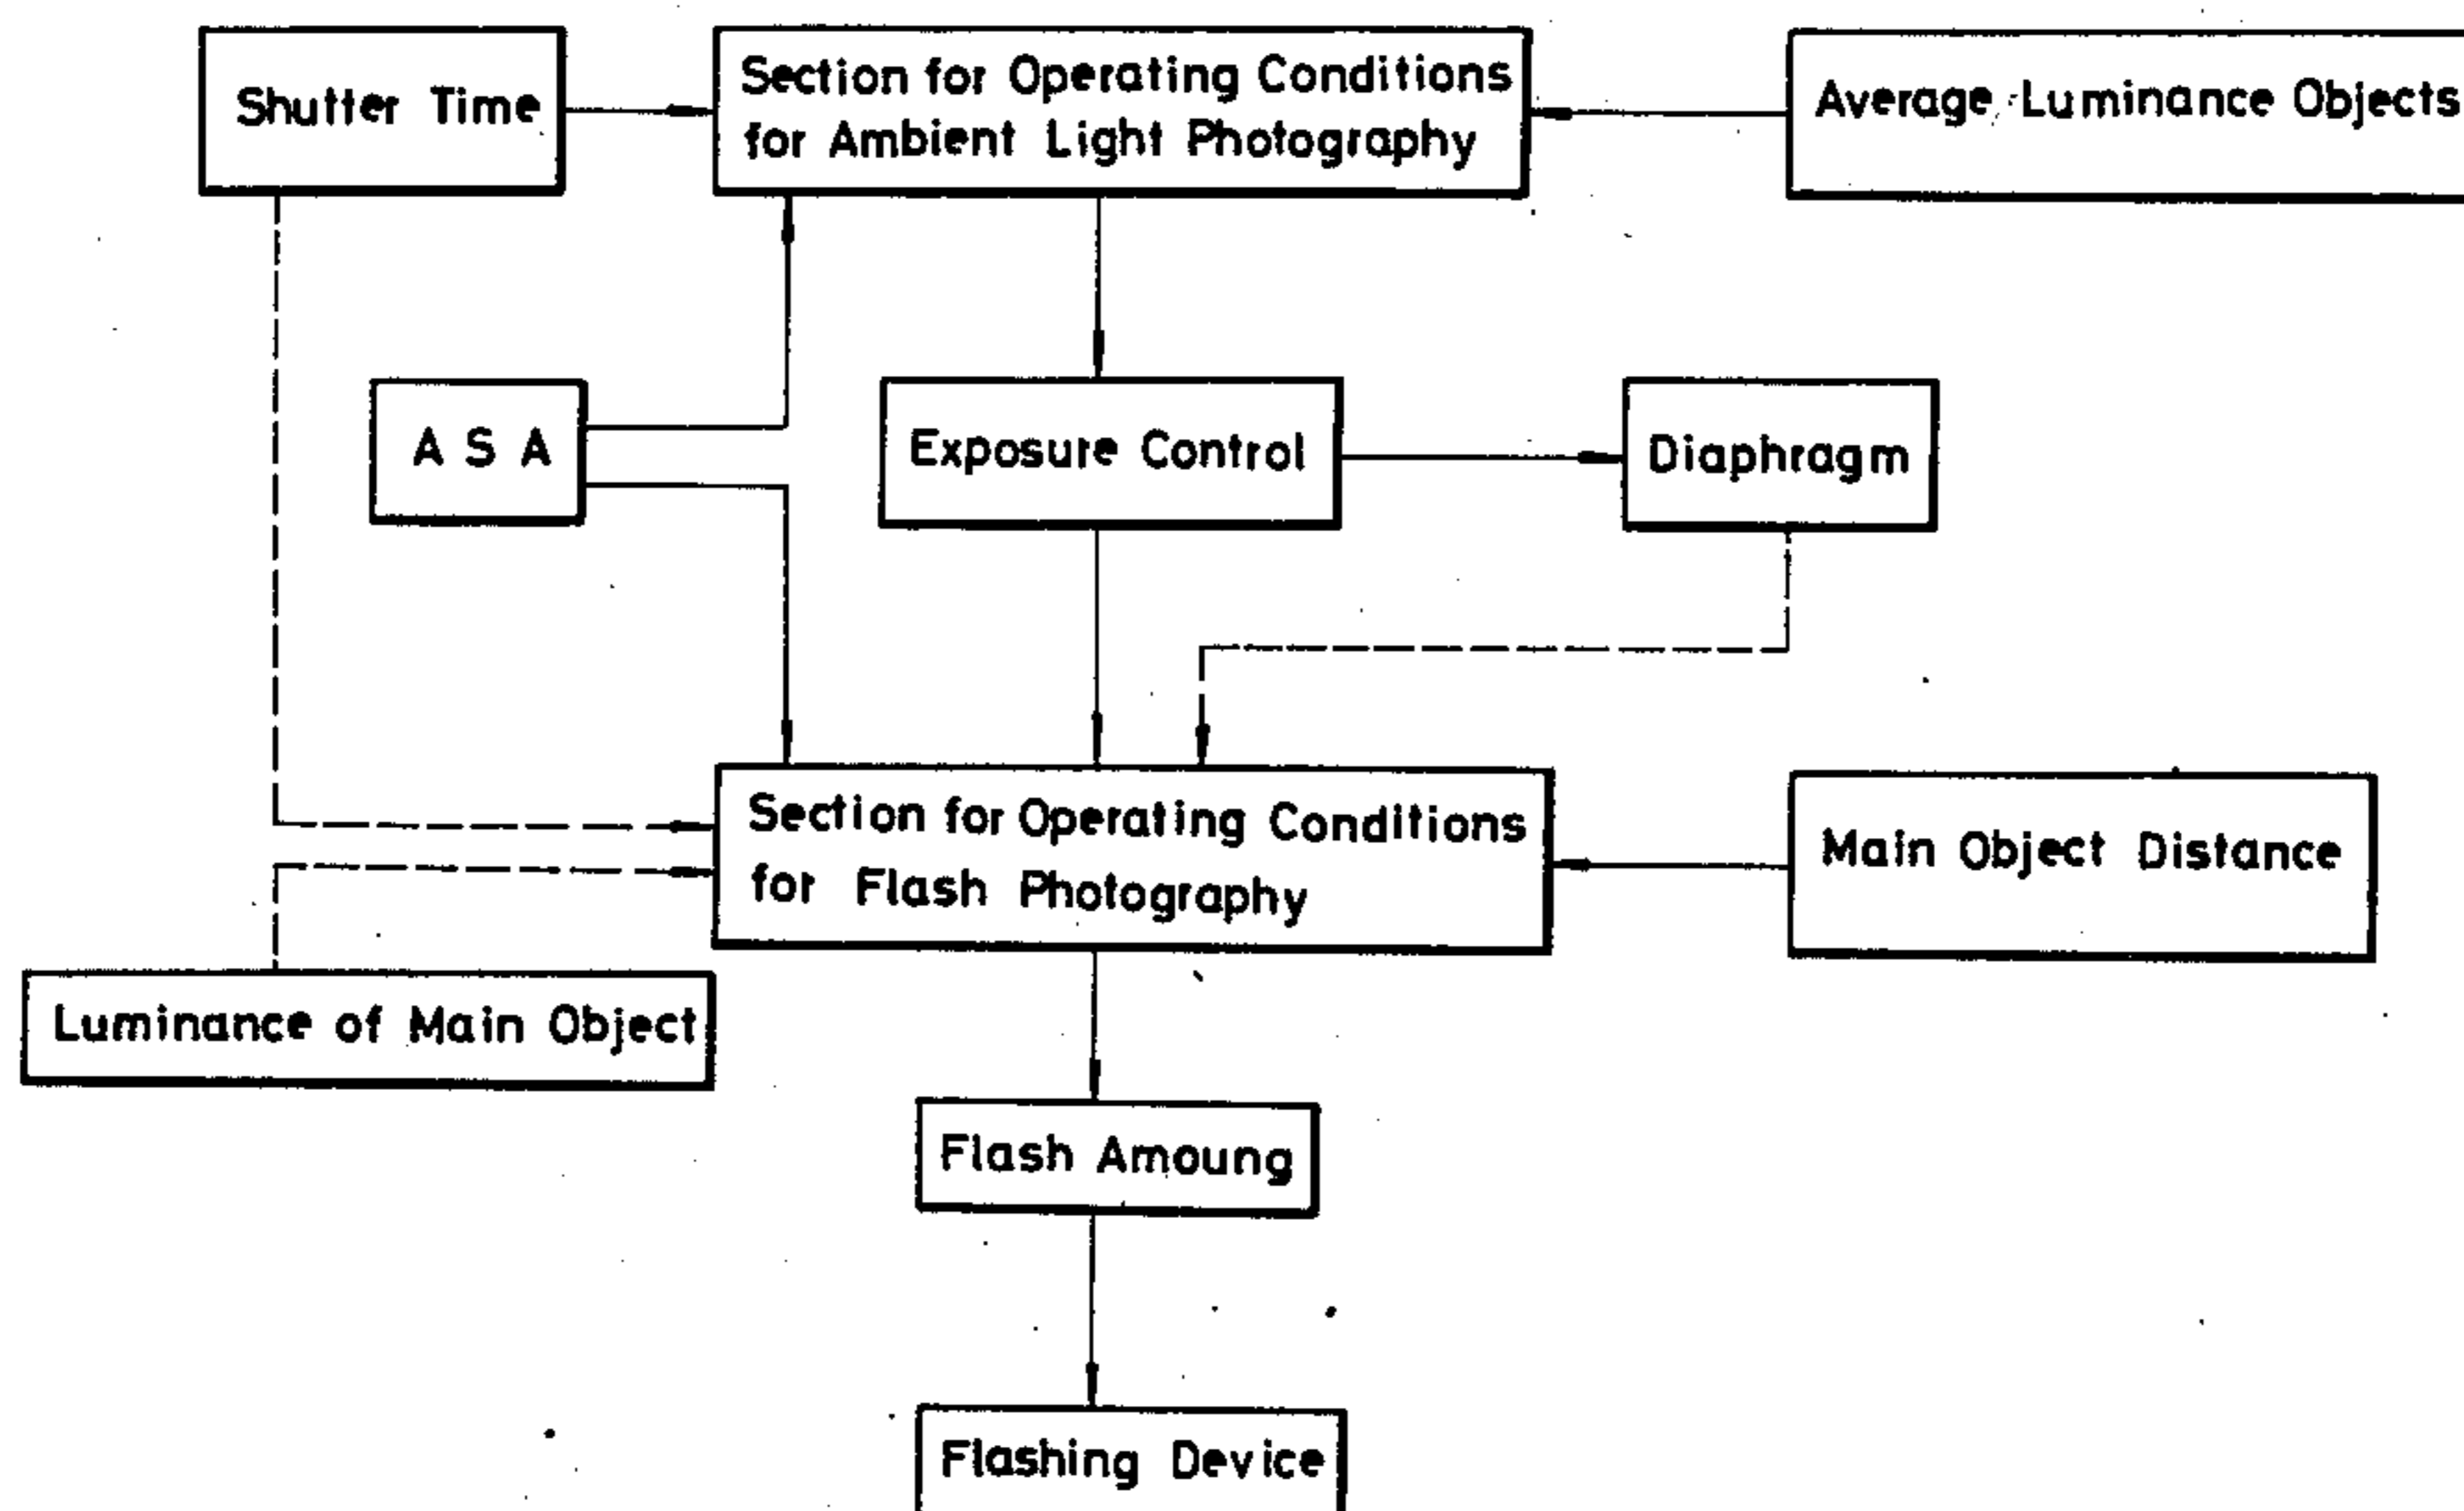 Shutter Time
Section for Operating Conditions
for Ambient Light Photography
Average Luminance Objects
A S A
Exposure Control
Diaphragm
Section for Operating Conditions
for Flash Photography
Main Object Distance
Luminance of Main Object
Flash Amoung
Flashing Device